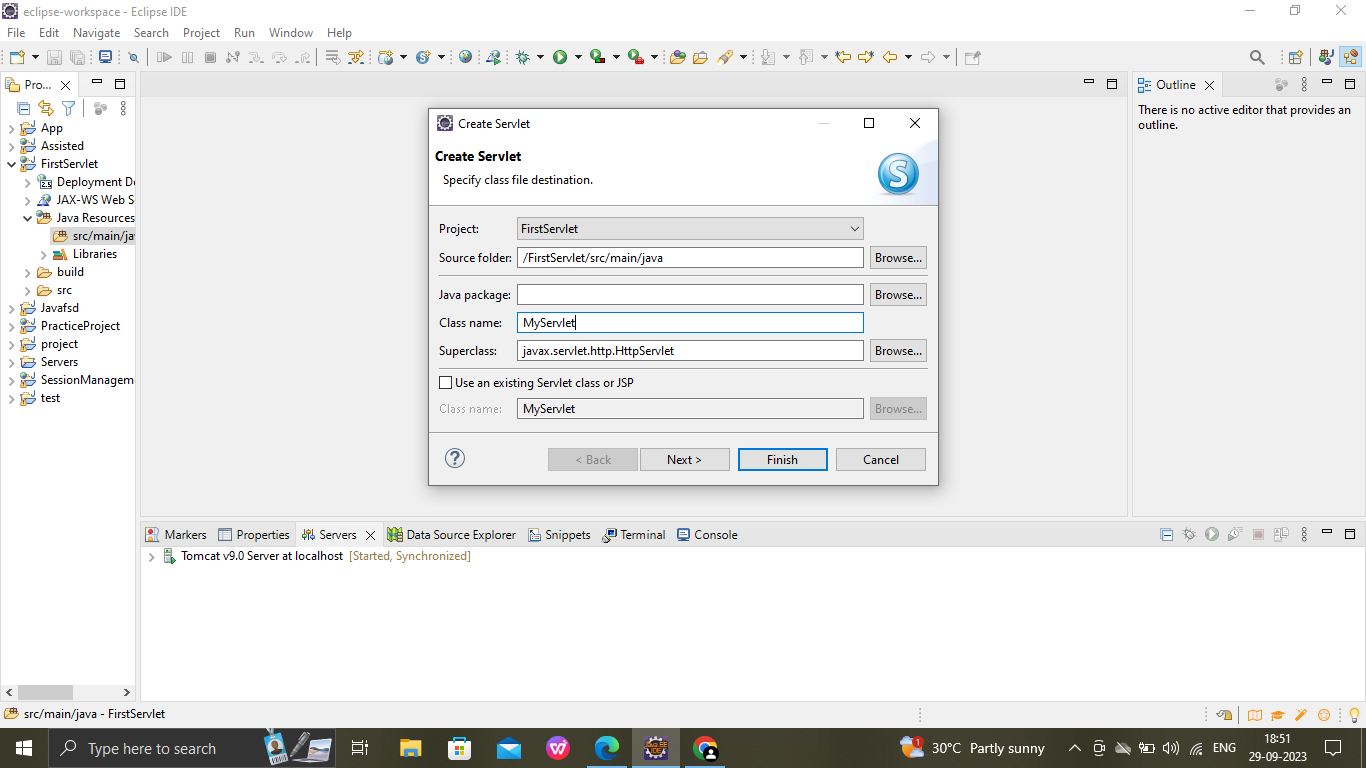 eclipse-workspace - Eclipse IDE
File Edit Navigate Search Project Run Window Help
Pro...
App
Assisted
FirstServlet
Deployment De
JAX-WS Web S
Java Resources
src/main/ja
Libraries
build
src
Javafsd
PracticeProject
project
Servers
SessionManagem
test
Create Servlet
Create Servlet
Specify class file destination.
S
Project: FirstServlet
Source folder: /FirstServlet/src/main/java Browse...
Java package: Browse...
Class name: MyServlet
Superclass: javax.servlet.http.HttpServlet Browse...
Use an existing Servlet class or JSP
Class name: MyServlet Browse...
? < Back Next > Finish Cancel
Outline
There is no active editor that provides an
outline.
Markers Properties Servers Data Source Explorer Snippets Terminal Console
Tomcat v9.0 Server at localhost [Started, Synchronized]
src/main/java - FirstServlet
Type here to search
1
30°C Partly sunny
ENG
18:51
29-09-2023